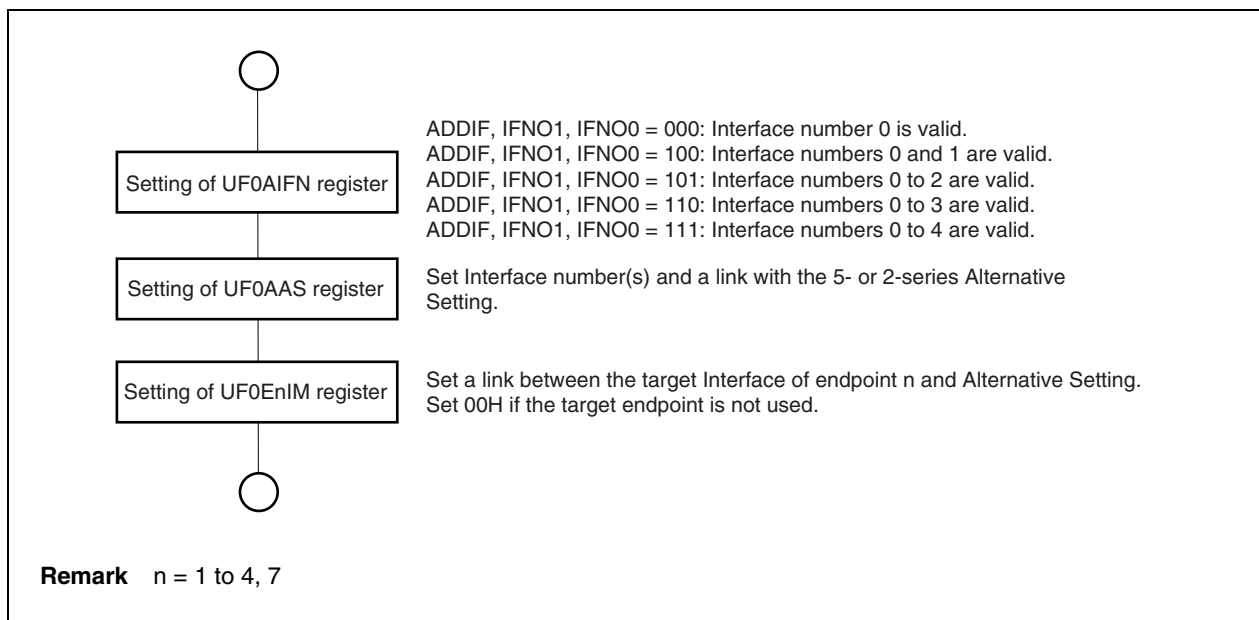 ADDIF, IFNO1, IFNO0 = 000: Interface number 0 is valid.
ADDIF, IFNO1, IFNO0 = 100: Interface numbers 0 and 1 are valid.
Setting of UF0AIFN register
ADDIF, IFNO1, IFNO0 = 101: Interface numbers 0 to 2 are valid.
ADDIF, IFNO1, IFNO0 = 110: Interface numbers 0 to 3 are valid.
ADDIF, IFNO1, IFNO0 = 111: Interface numbers 0 to 4 are valid.
Setting of UF0AAS register
Set Interface number(s) and a link with the 5- or 2-series Alternative
Setting.
Setting of UF0EnIM register
Set a link between the target Interface of endpoint n and Alternative Setting.
Set 00H if the target endpoint is not used.
Remark n = 1 to 4, 7